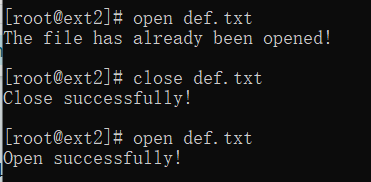 [root@ext2]# open def.txt
The file has already been opened!
[root@ext2]# close def.txt
Close successfully!
[root@ext2]# open def.txt
Open successfully!